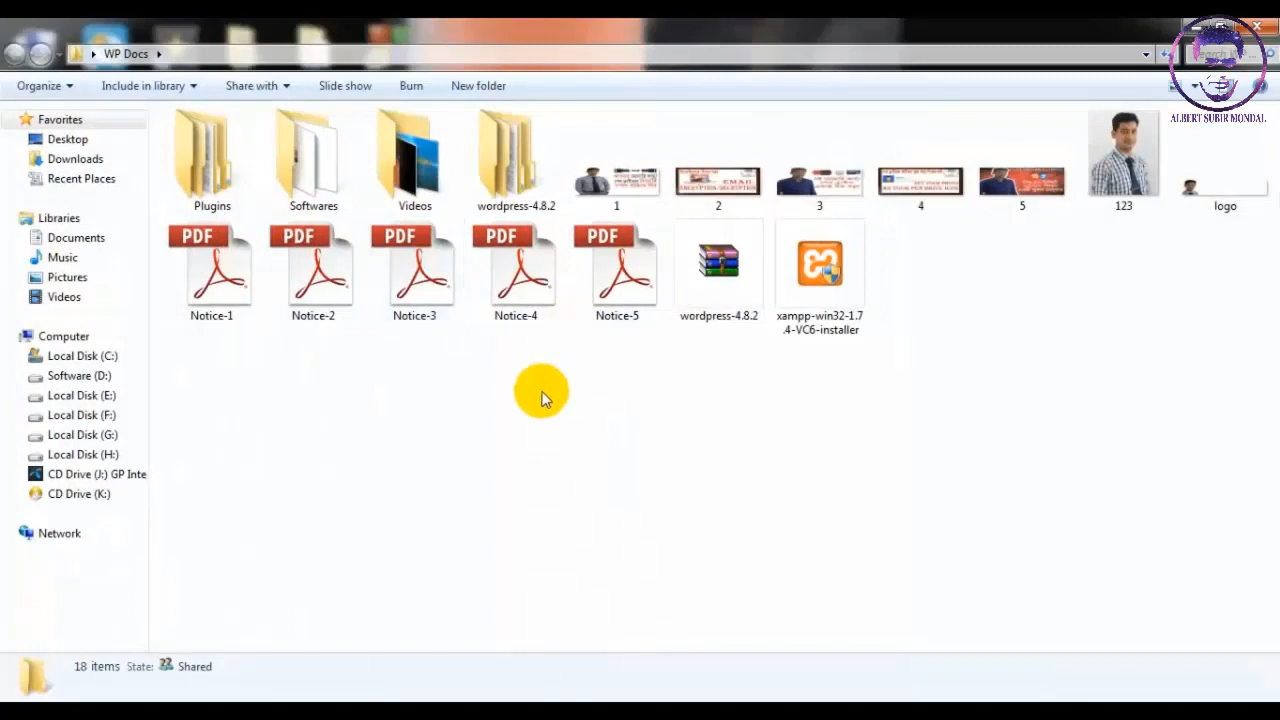 WP Docs
ALBERT SUBIR MONDAL
Organize Include in library Share with Slide show Burn New folder
Favorites
Desktop
Downloads
Recent Places
Libraries
Documents
Music
Pictures
Videos
Computer
Local Disk (C:)
Software (D:)
Local Disk (E:)
Local Disk (F:)
Local Disk (G:)
Local Disk (H:)
CD Drive (J:) GP Inte
CD Drive (K:)
Network
Plugins Softwares Videos wordpress-4.8.2 1 2 3 4 5 123 logo
PDF PDF PDF PDF PDF
Notice-1 Notice-2 Notice-3 Notice-4 Notice-5 wordpress-4.8.2 xampp-win32-1.7
.4-VC6-installer
18 items State: Shared